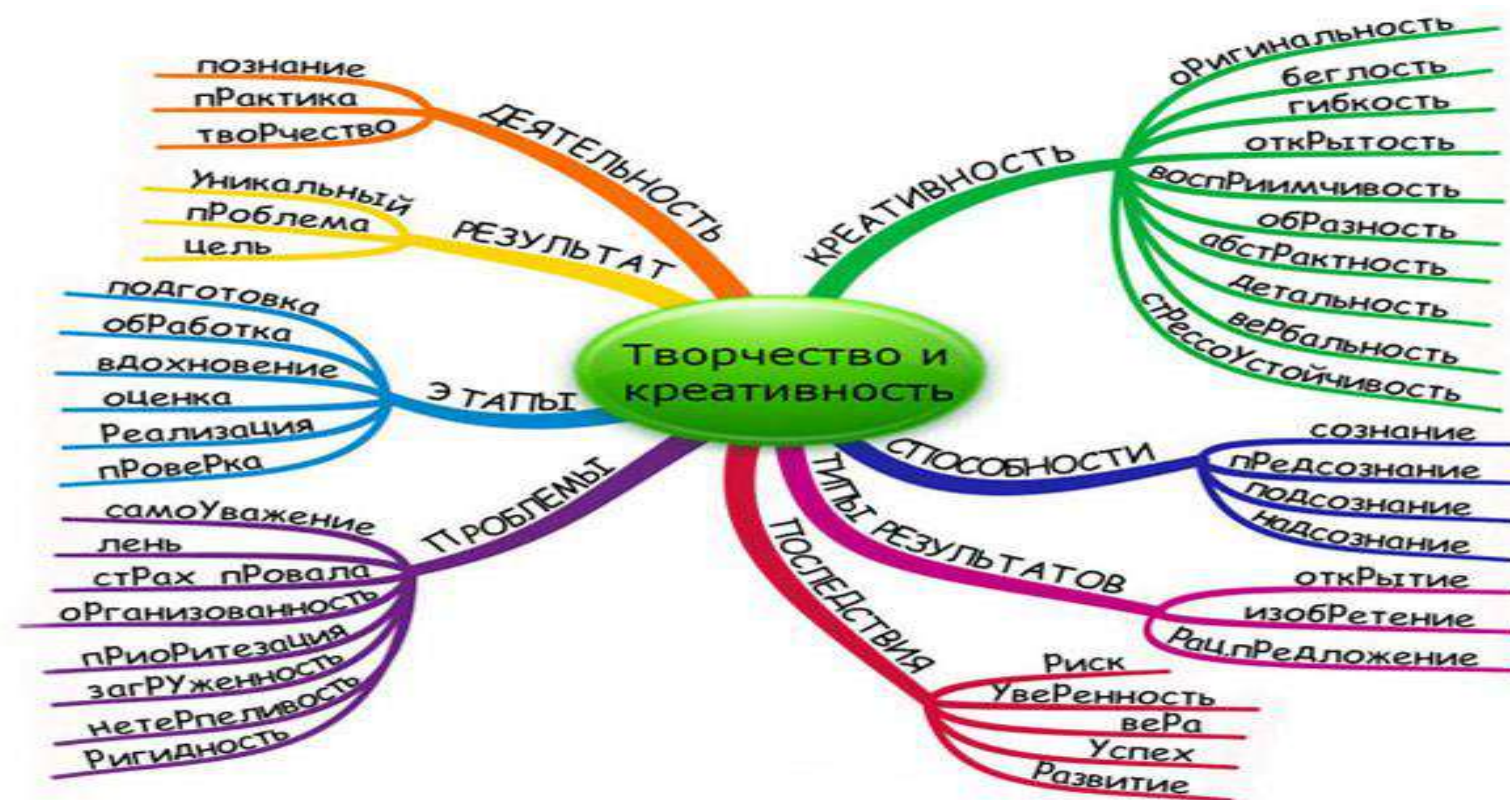 Творчество и
креативность
КРЕАТИВНОСТЬ
оРигинальность
беглость
гибкость
откРытость
воспРиимчивость
обРазность
абстРактность
детальность
веРбальность
стРессоУстойчивость
СПОСОБНОСТИ
сознание
пРедсознание
подсознание
надсознание
ТИПЫ РЕЗУЛЬТАТОВ
откРытие
изобРетение
Рац.пРедложение
ПОСЛЕДСТВИЯ
Риск
УвеРенность
веРа
Успех
Развитие
ПРОБЛЕМЫ
самоУважение
лень
стРах пРовала
оРганизованность
пРиоРитезация
загРУженность
нетеРпеливость
Ригидность
ЭТАПЫ
подготовка
обРаботка
вдохновение
оценка
Реализация
пРовеРка
РЕЗУЛЬТАТ
Уникальный
пРоблема
цель
ДЕЯТЕЛЬНОСТЬ
познание
пРактика
твоРчество